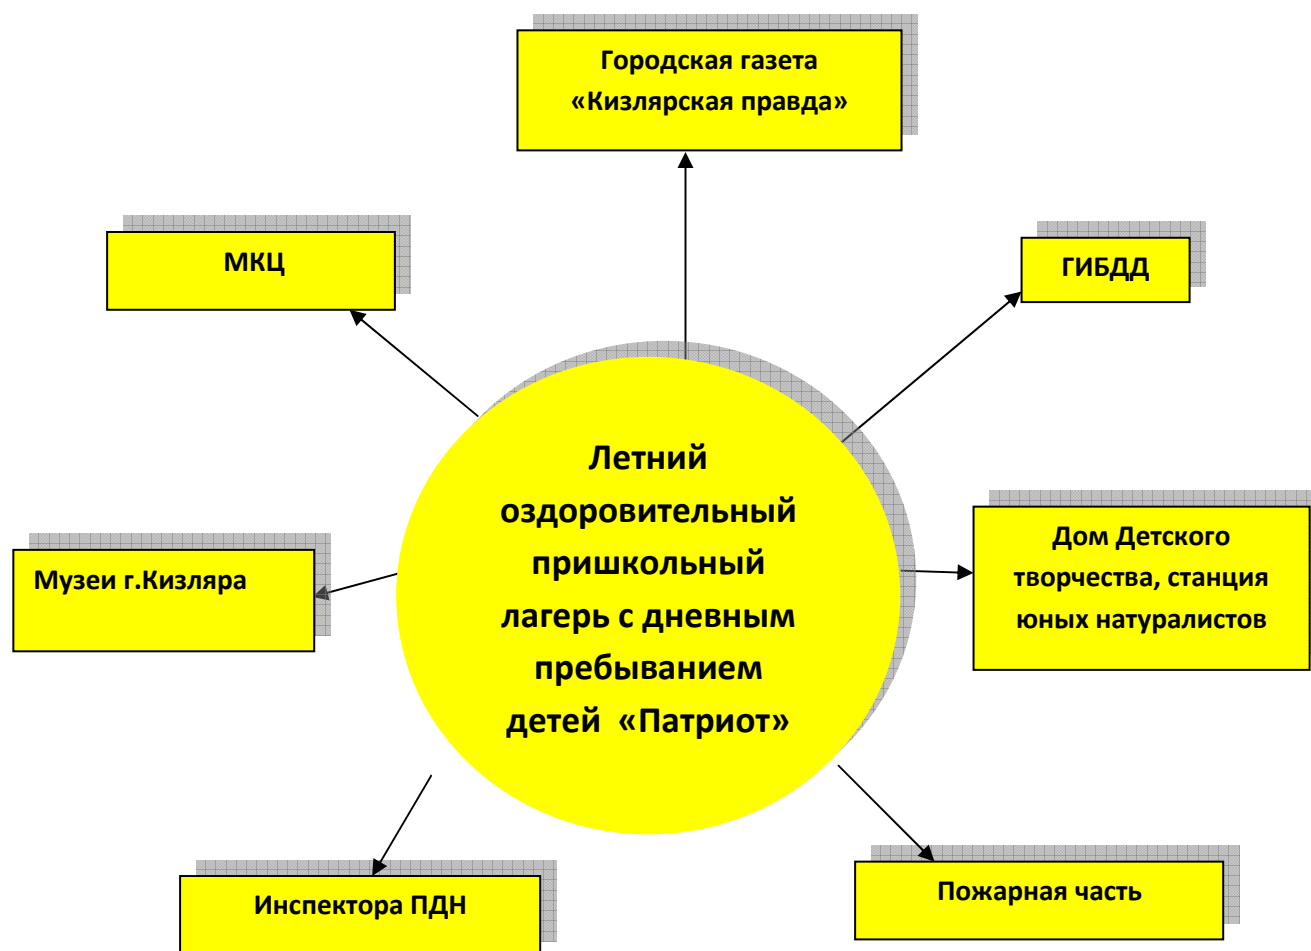 Городская газета
«Кизлярская правда»
МКЦ
ГИБДД
Летний
оздоровительный
пришкольный
лагерь с дневным
пребыванием
детей «Патриот»
Дом Детского
творчества, станция
юных натуралистов
Музеи г.Кизляра
Инспектора ПДН
Пожарная часть